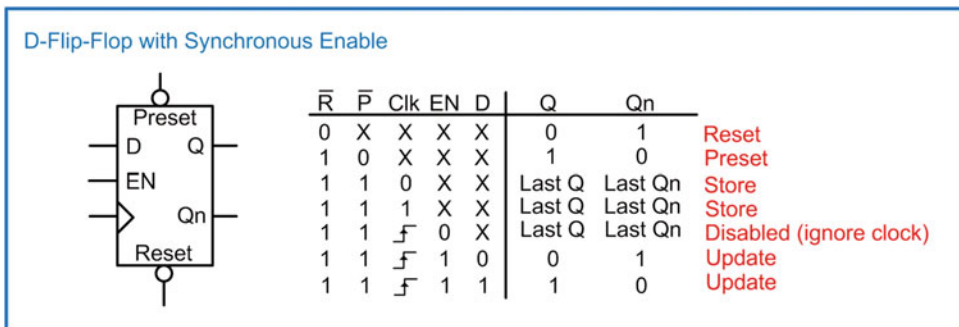 D-Flip-Flop with Synchronous Enable
Preset
D Q
EN
Qn
Reset
R̅ P̅ Clk EN D Q Qn
0 X X X X 0 1 Reset
1 0 X X X 1 0 Preset
1 1 0 X X Last Q Last Qn Store
1 1 1 X X Last Q Last Qn Store
1 1 0 X Last Q Last Qn Disabled (ignore clock)
1 1 1 0 0 1 Update
1 1 1 1 1 0 Update